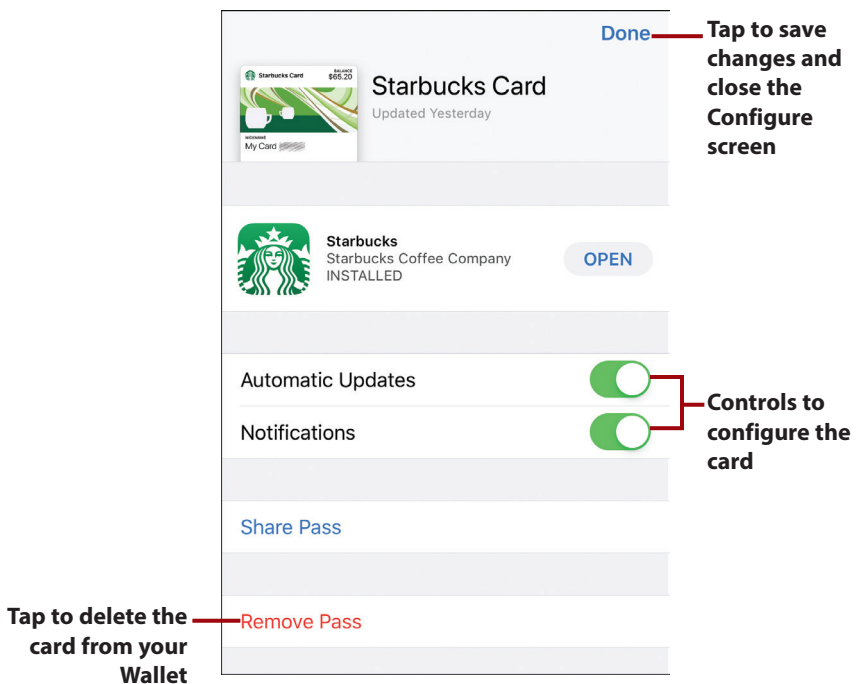 Done
Tap to save
changes and
close the
Configure
screen
Starbucks Card
BALANCE
$65.20
Starbucks Card
Updated Yesterday
NICKNAME
My Card
Starbucks
Starbucks Coffee Company
INSTALLED
OPEN
Automatic Updates
Notifications
Controls to
configure the
card
Share Pass
Tap to delete the
card from your
Wallet
Remove Pass